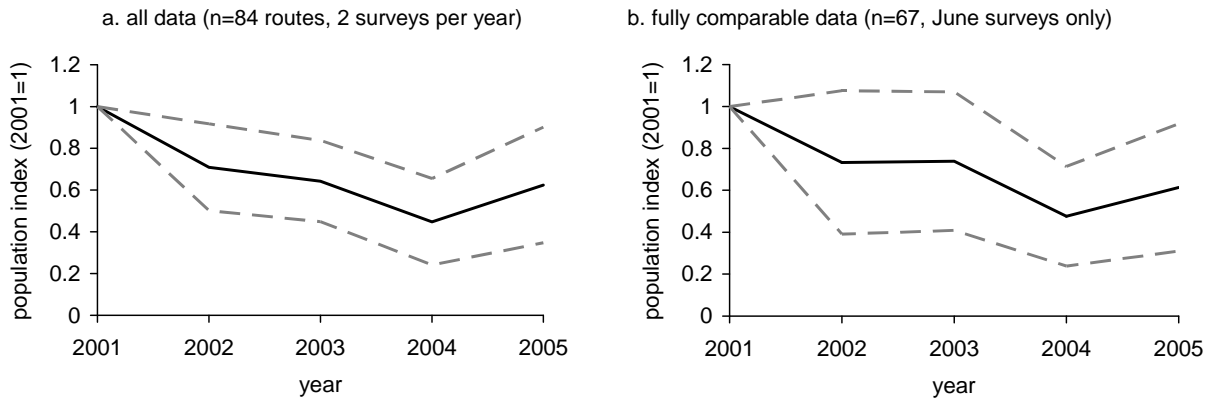 a. all data (n=84 routes, 2 surveys per year)
population index (2001=1)
1.2
1
0.8
0.6
0.4
0.2
0
2001 2002 2003 2004 2005
year
b. fully comparable data (n=67, June surveys only)
population index (2001=1)
1.2
1
0.8
0.6
0.4
0.2
0
2001 2002 2003 2004 2005
year